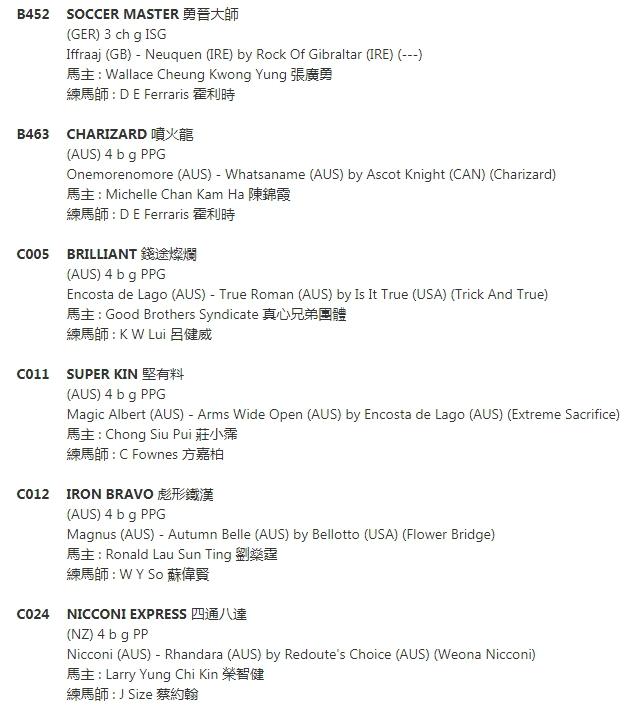 B452 SOCCER MASTER 勇晉大師
(GER) 3 ch g ISG
Iffraaj (GB) - Neuquen (IRE) by Rock Of Gibraltar (IRE) (---)
馬主 : Wallace Cheung Kwong Yung 張廣勇
練馬師 : D E Ferraris 霍利時
B463 CHARIZARD 噴火龍
(AUS) 4 b g PPG
Onemorenomore (AUS) - Whatsaname (AUS) by Ascot Knight (CAN) (Charizard)
馬主 : Michelle Chan Kam Ha 陳錦霞
練馬師 : D E Ferraris 霍利時
C005 BRILLIANT 錢途燦爛
(AUS) 4 b g PPG
Encosta de Lago (AUS) - True Roman (AUS) by Is It True (USA) (Trick And True)
馬主 : Good Brothers Syndicate 真心兄弟團體
練馬師 : K W Lui 呂健威
C011 SUPER KIN 堅有料
(AUS) 4 b g PPG
Magic Albert (AUS) - Arms Wide Open (AUS) by Encosta de Lago (AUS) (Extreme Sacrifice)
馬主 : Chong Siu Pui 莊小霈
練馬師 : C Fownes 方嘉柏
C012 IRON BRAVO 彪形鐵漢
(AUS) 4 b g PPG
Magnus (AUS) - Autumn Belle (AUS) by Bellotto (USA) (Flower Bridge)
馬主 : Ronald Lau Sun Ting 劉燊霆
練馬師 : W Y So 蘇偉賢
C024 NICCONI EXPRESS 四通八達
(NZ) 4 b g PP
Nicconi (AUS) - Rhandara (AUS) by Redoute's Choice (AUS) (Weona Nicconi)
馬主 : Larry Yung Chi Kin 榮智健
練馬師 : J Size 蔡約翰